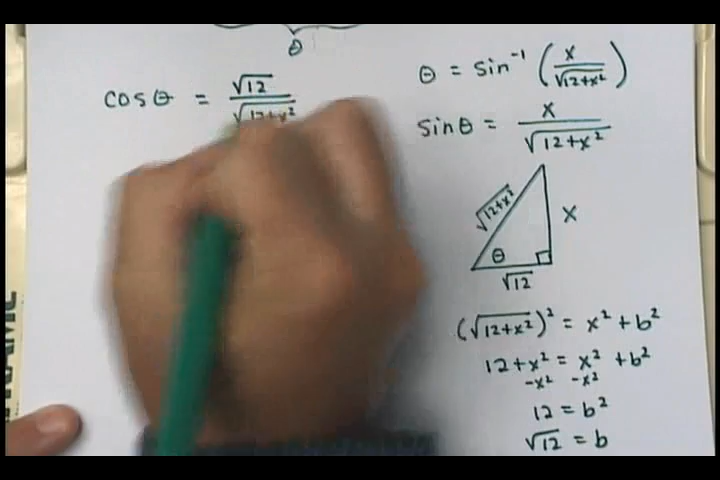 θ
cos θ = √12 / √(12+x²)
θ = sin⁻¹ (x / √(12+x²))
sin θ = x / √(12+x²)
√(12+x²)
x
θ
√12
(√(12+x²))² = x² + b²
12 + x² = x² + b²
-x² -x²
12 = b²
√12 = b